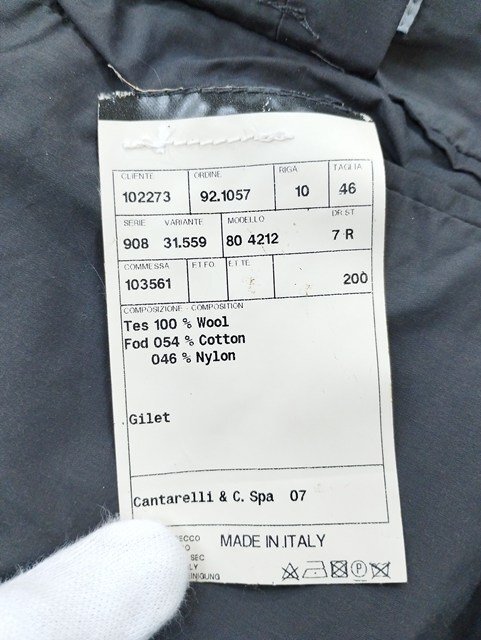 CLIENTE ORDINE RIGA TAGLIA
102273 92.1057 10 46
SERIE VARIANTE MODELLO DR ST
908 31.559 80 4212 7 R
COMMESSA
103561 200
COMPOSIZIONE - COMPOSITION
Tes 100 % Wool
Fod 054 % Cotton
046 % Nylon
Gilet
Cantarelli & C. Spa 07
MADE IN ITALY
P